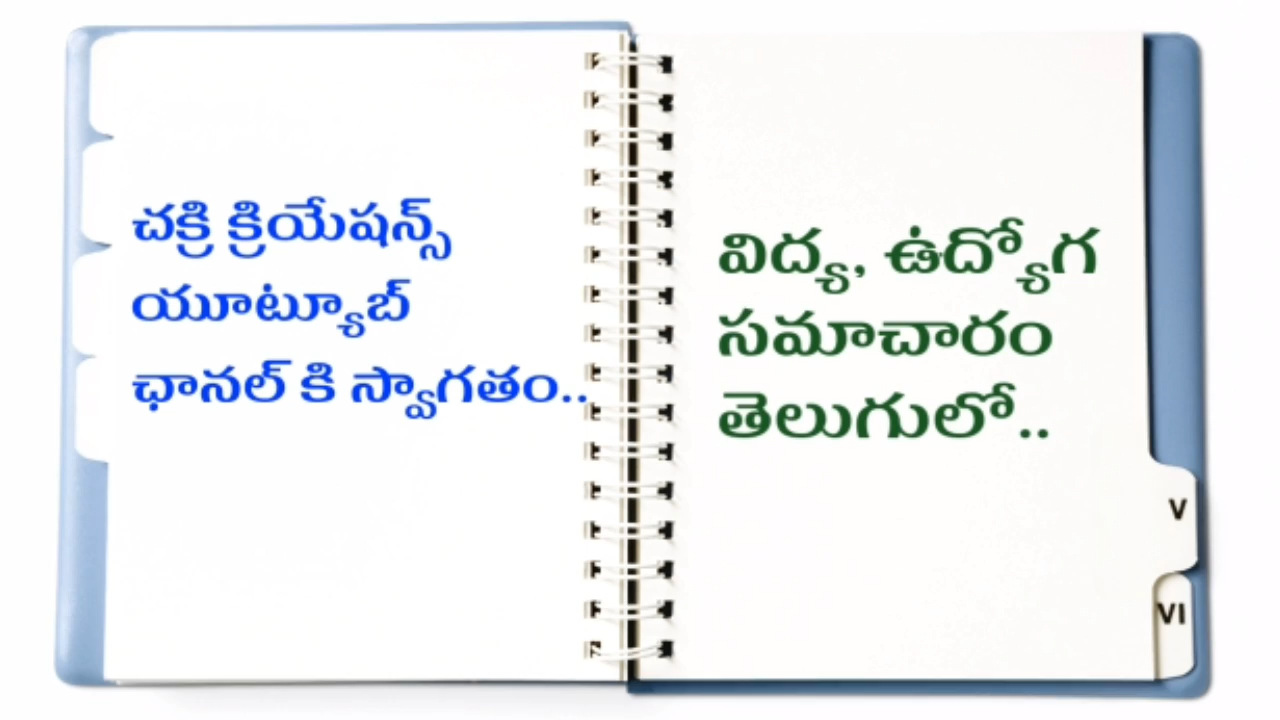 చక్రి క్రియేషన్స్
యూట్యూబ్
ఛానల్ కి స్వాగతం..
విద్య, ఉద్యోగ
సమాచారం
తెలుగులో..
V
VI